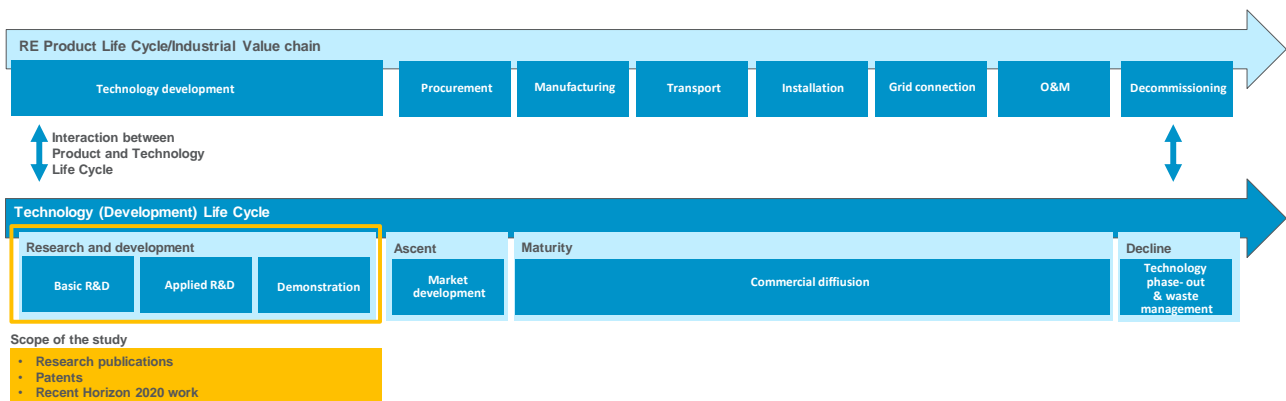 RE Product Life Cycle/Industrial Value chain
Technology development
Procurement
Manufacturing
Transport
Installation
Grid connection
O&M
Decommissioning
Interaction between
Product and Technology
Life Cycle
Technology (Development) Life Cycle
Research and development
Basic R&D
Applied R&D
Demonstration
Ascent
Market
development
Maturity
Commercial diffiusion
Decline
Technology
phase- out
& waste
management
Scope of the study
• Research publications
• Patents
• Recent Horizon 2020 work